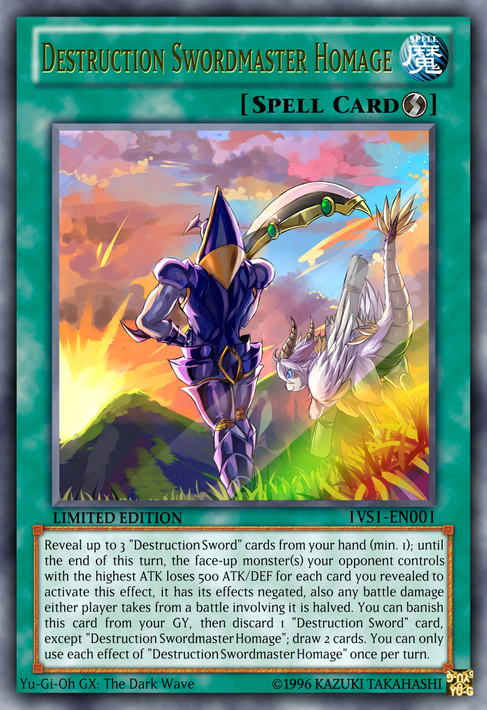 DESTRUCTION SWORDMASTER HOMAGE
SPELL
魔
[SPELL CARD]
LIMITED EDITION
1VS1-EN001
Reveal up to 3 "Destruction Sword" cards from your hand (min. 1); until
the end of this turn, the face-up monster(s) your opponent controls
with the highest ATK loses 500 ATK/DEF for each card you revealed to
activate this effect, it has its effects negated, also any battle damage
either player takes from a battle involving it is halved. You can banish
this card from your GY, then discard 1 "Destruction Sword" card,
except "Destruction Swordmaster Homage"; draw 2 cards. You can only
use each effect of "Destruction Swordmaster Homage" once per turn.
Yu-Gi-Oh GX: The Dark Wave
©1996 KAZUKI TAKAHASHI